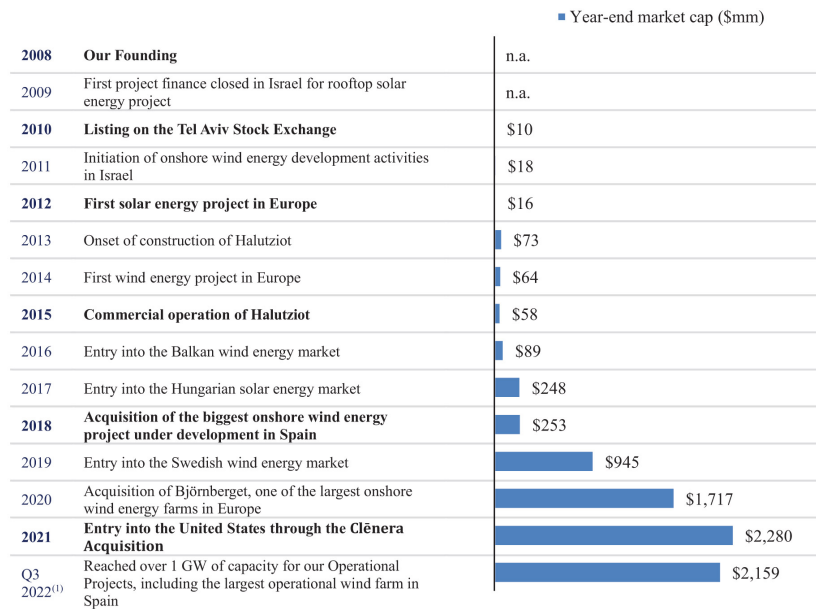 Year-end market cap ($mm)
2008 Our Founding n.a.
2009 First project finance closed in Israel for rooftop solar
energy project n.a.
2010 Listing on the Tel Aviv Stock Exchange $10
2011 Initiation of onshore wind energy development activities
in Israel $18
2012 First solar energy project in Europe $16
2013 Onset of construction of Halutziot $73
2014 First wind energy project in Europe $64
2015 Commercial operation of Halutziot $58
2016 Entry into the Balkan wind energy market $89
2017 Entry into the Hungarian solar energy market $248
2018 Acquisition of the biggest onshore wind energy
project under development in Spain $253
2019 Entry into the Swedish wind energy market $945
2020 Acquisition of Björnberget, one of the largest onshore
wind energy farms in Europe $1,717
2021 Entry into the United States through the Clēnera
Acquisition $2,280
Q3
2022(1) Reached over 1 GW of capacity for our Operational
Projects, including the largest operational wind farm in
Spain $2,159